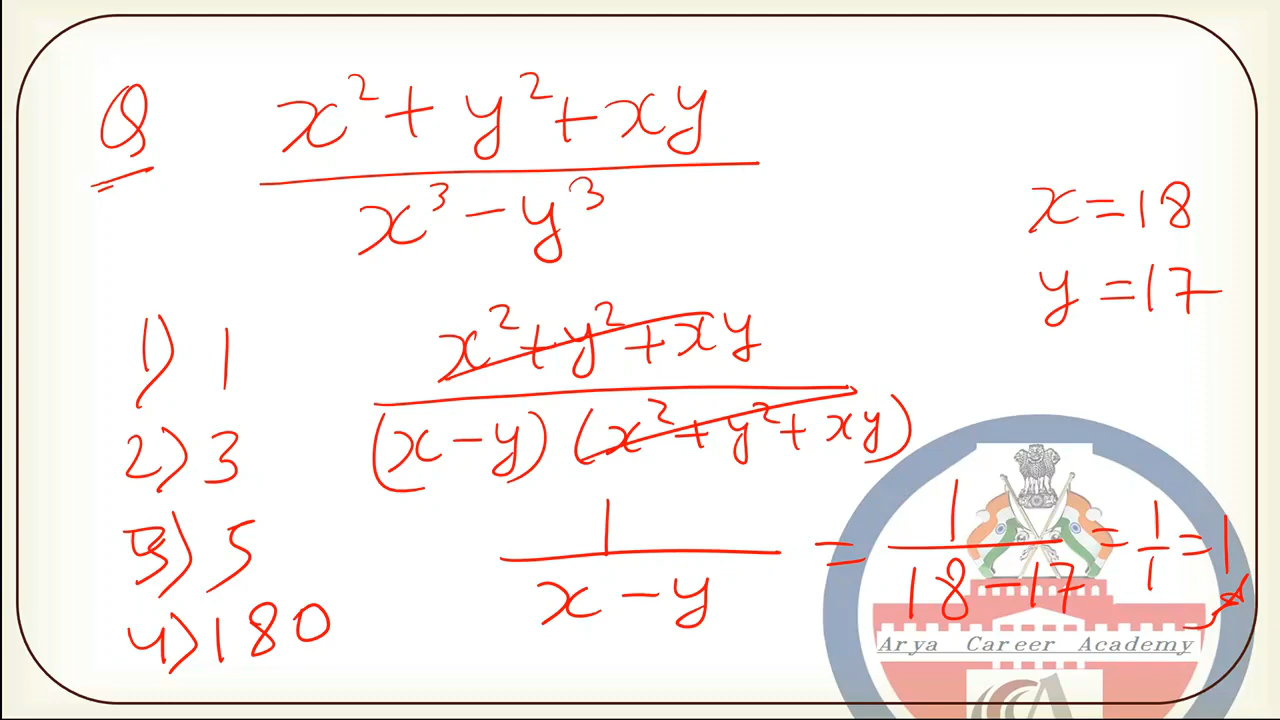 Q x² + y² + xy
x³ - y³
x = 18
y = 17
1) 1
x² + y² + xy
(x - y) (x² + y² + xy)
2) 3
3) 5
1
x - y
= 1
18 - 17
= 1
1
= 1
4) 180
Arya Career Academy